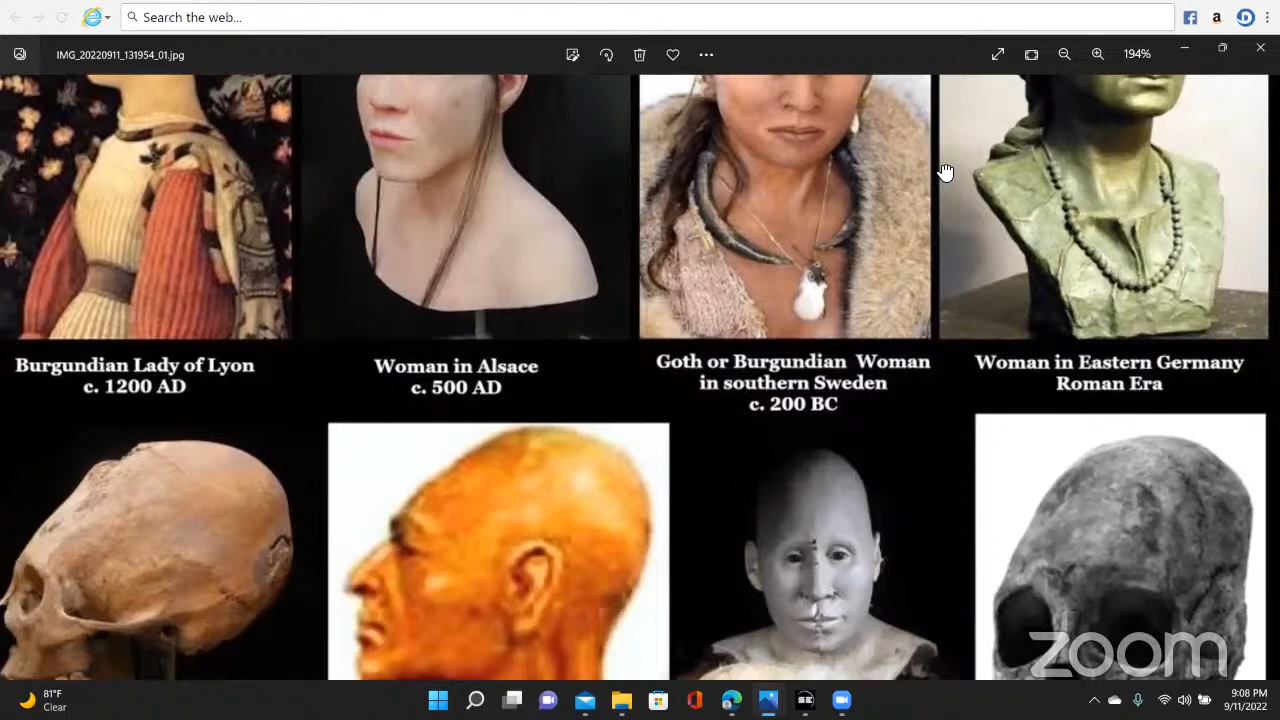 Search the web...
IMG_20220911_131954_01.jpg
194%
Burgundian Lady of Lyon
c. 1200 AD
Woman in Alsace
c. 500 AD
Goth or Burgundian Woman
in southern Sweden
c. 200 BC
Woman in Eastern Germany
Roman Era
zoom
81°F
Clear
9:08 PM
9/11/2022